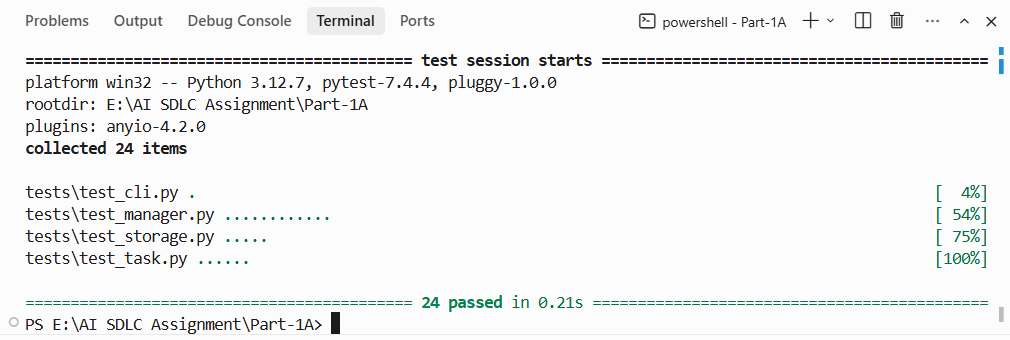 Problems Output Debug Console Terminal Ports powershell - Part-1A
========================================== test session starts ===========================================
platform win32 -- Python 3.12.7, pytest-7.4.4, pluggy-1.0.0
rootdir: E:\AI SDLC Assignment\Part-1A
plugins: anyio-4.2.0
collected 24 items
tests\test_cli.py . [  4%]
tests\test_manager.py ............ [ 54%]
tests\test_storage.py ..... [ 75%]
tests\test_task.py ...... [100%]
=========================================== 24 passed in 0.21s ============================================
PS E:\AI SDLC Assignment\Part-1A>